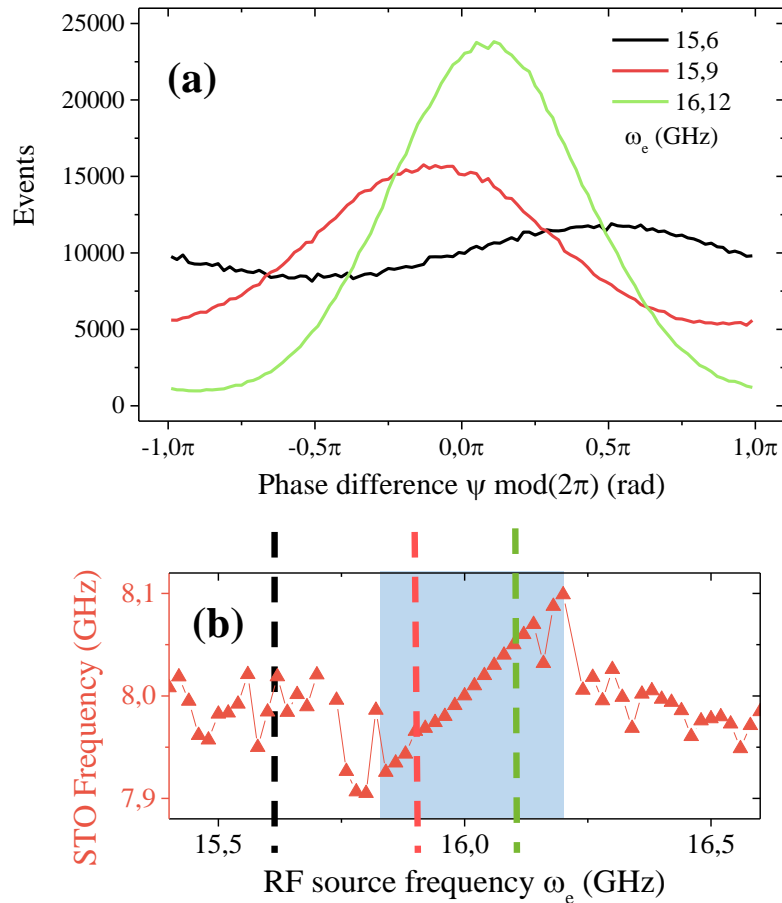 25000
20000
15000
10000
5000
0
Events
(a)
15,6
15,9
16,12
ω_e (GHz)
-1,0π -0,5π 0,0π 0,5π 1,0π
Phase difference ψ mod(2π) (rad)
8,1
8,0
7,9
STO Frequency (GHz)
(b)
15,5 16,0 16,5
RF source frequency ω_e (GHz)